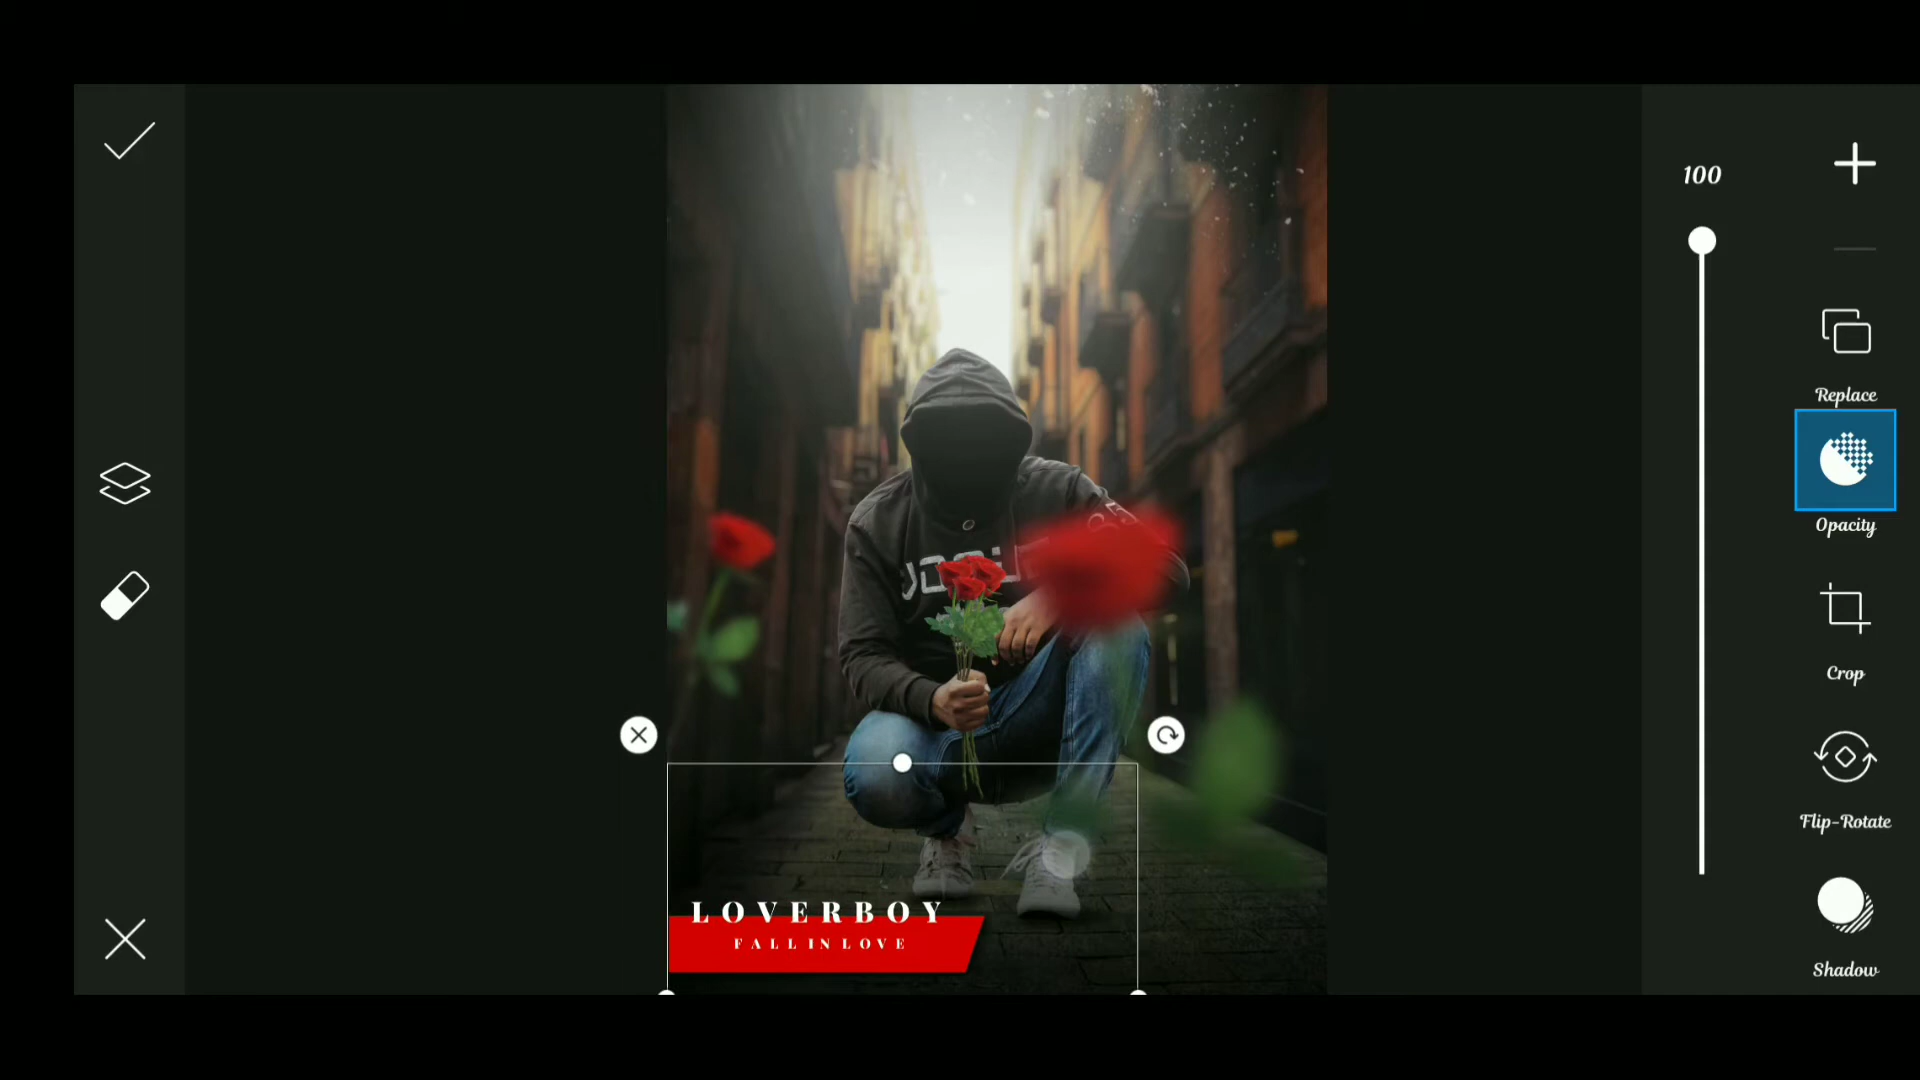 100
Replace
Opacity
Crop
Flip-Rotate
Shadow
LOVERBOY
FALL IN LOVE